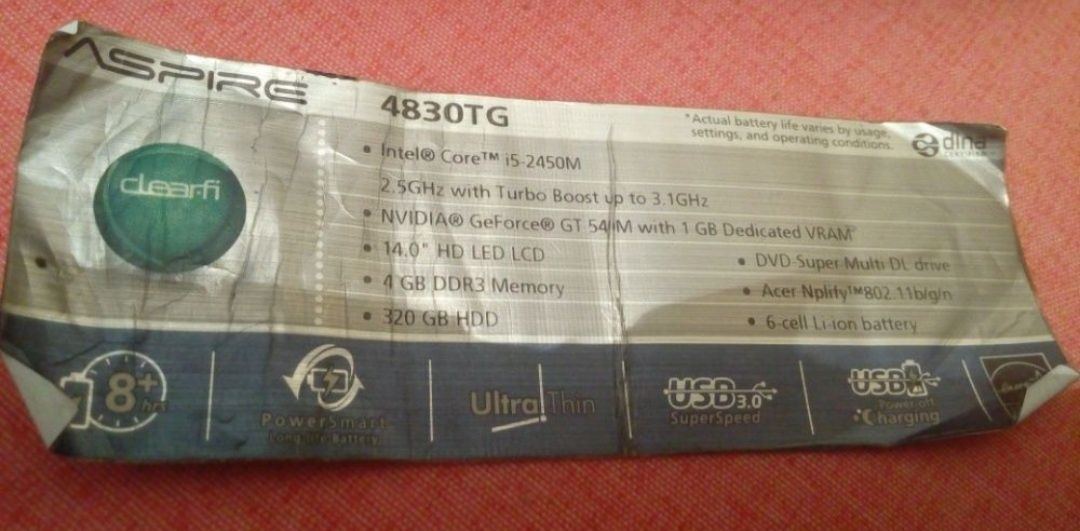 ASPIRE
4830TG
*Actual battery life varies by usage,
settings, and operating conditions.
dlna
CERTIFIED
clear.fi
• Intel® Core™ i5-2450M
2.5GHz with Turbo Boost up to 3.1GHz
• NVIDIA® GeForce® GT 540M with 1 GB Dedicated VRAM
• 14.0" HD LED LCD
• 4 GB DDR3 Memory
• 320 GB HDD
• DVD-Super Multi DL drive
• Acer Nplify™802.11b/g/n
• 6-cell Li-ion battery
8+
hrs
PowerSmart
Long Life Battery
UltraThin
USB3.0
SuperSpeed
USB
Power-off
Charging